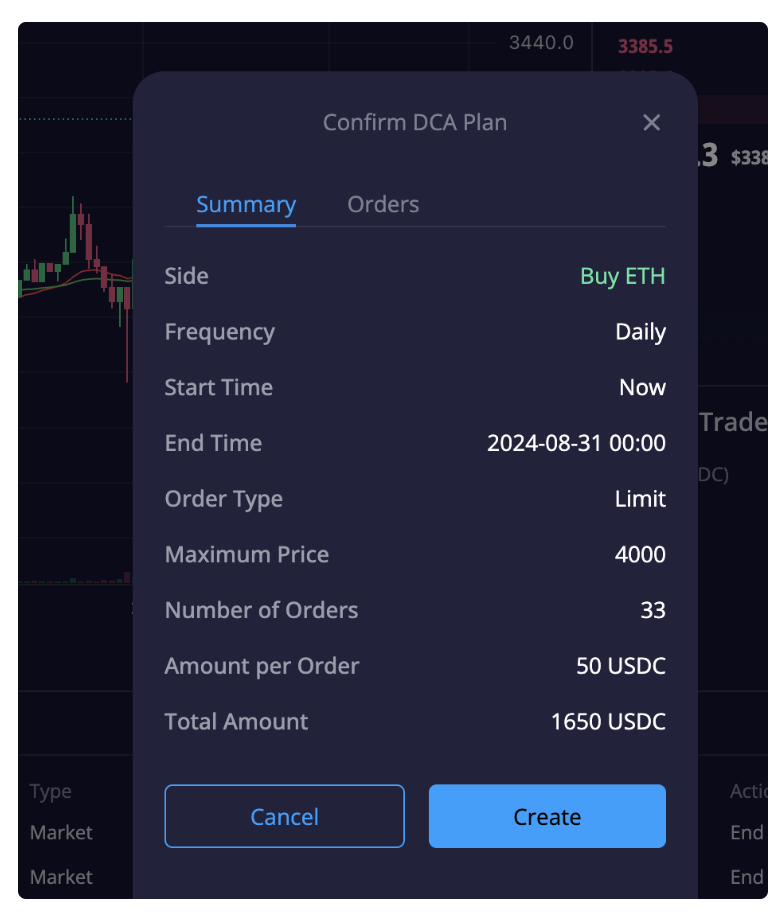 3440.0 3385.5
Confirm DCA Plan
.3 $338
Summary Orders
Side Buy ETH
Frequency Daily
Start Time Now
Trade
End Time 2024-08-31 00:00
DC)
Order Type Limit
Maximum Price 4000
Number of Orders 33
Amount per Order 50 USDC
Total Amount 1650 USDC
Type Actio
Cancel Create
Market End
Market End